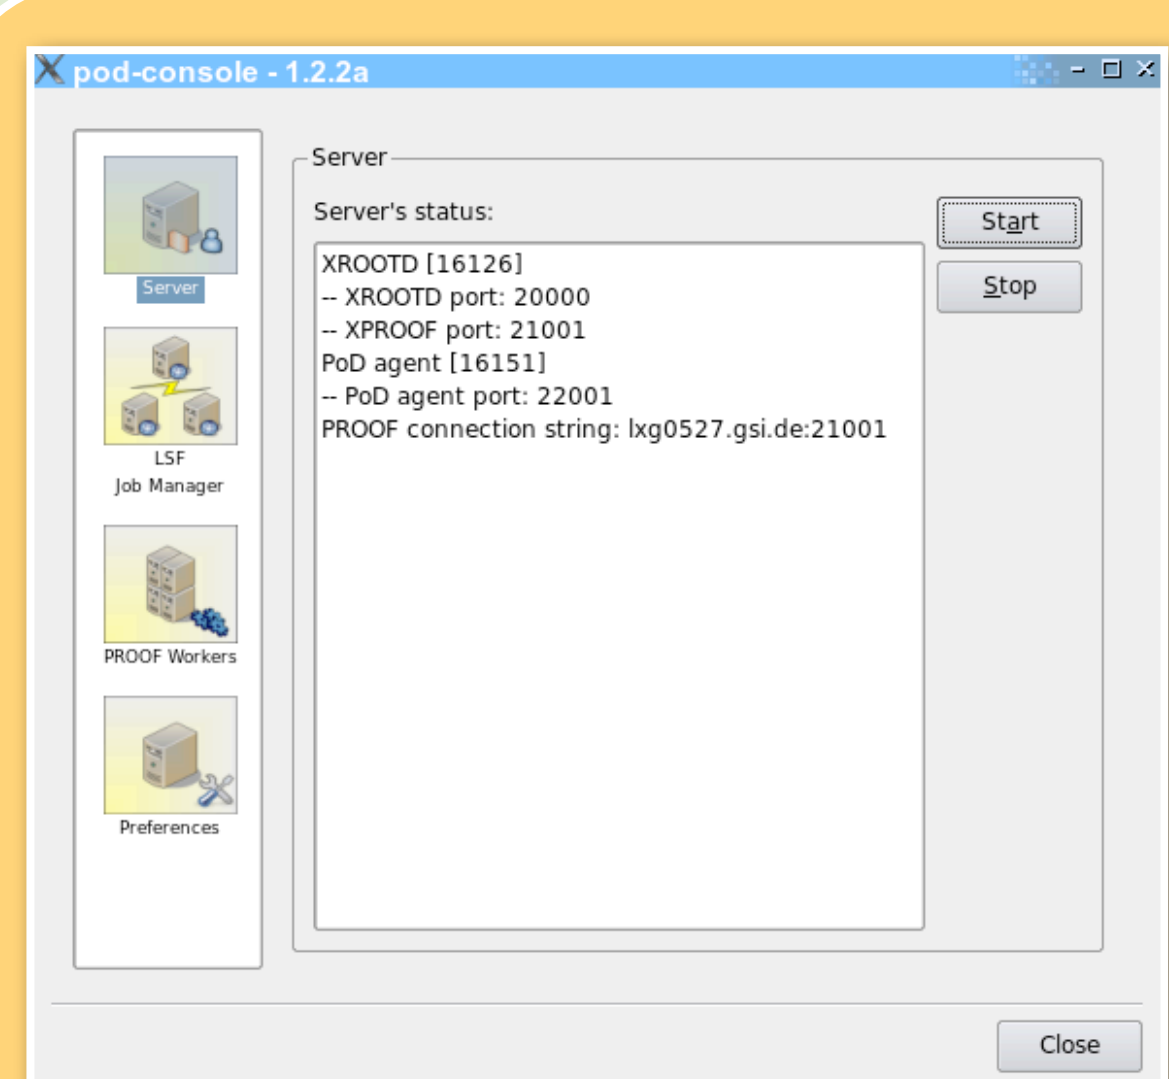 pod-console - 1.2.2a
Server
LSF
Job Manager
PROOF Workers
Preferences
Server
Server's status:
XROOTD [16126]
-- XROOTD port: 20000
-- XPROOF port: 21001
PoD agent [16151]
-- PoD agent port: 22001
PROOF connection string: lxg0527.gsi.de:21001
Start
Stop
Close